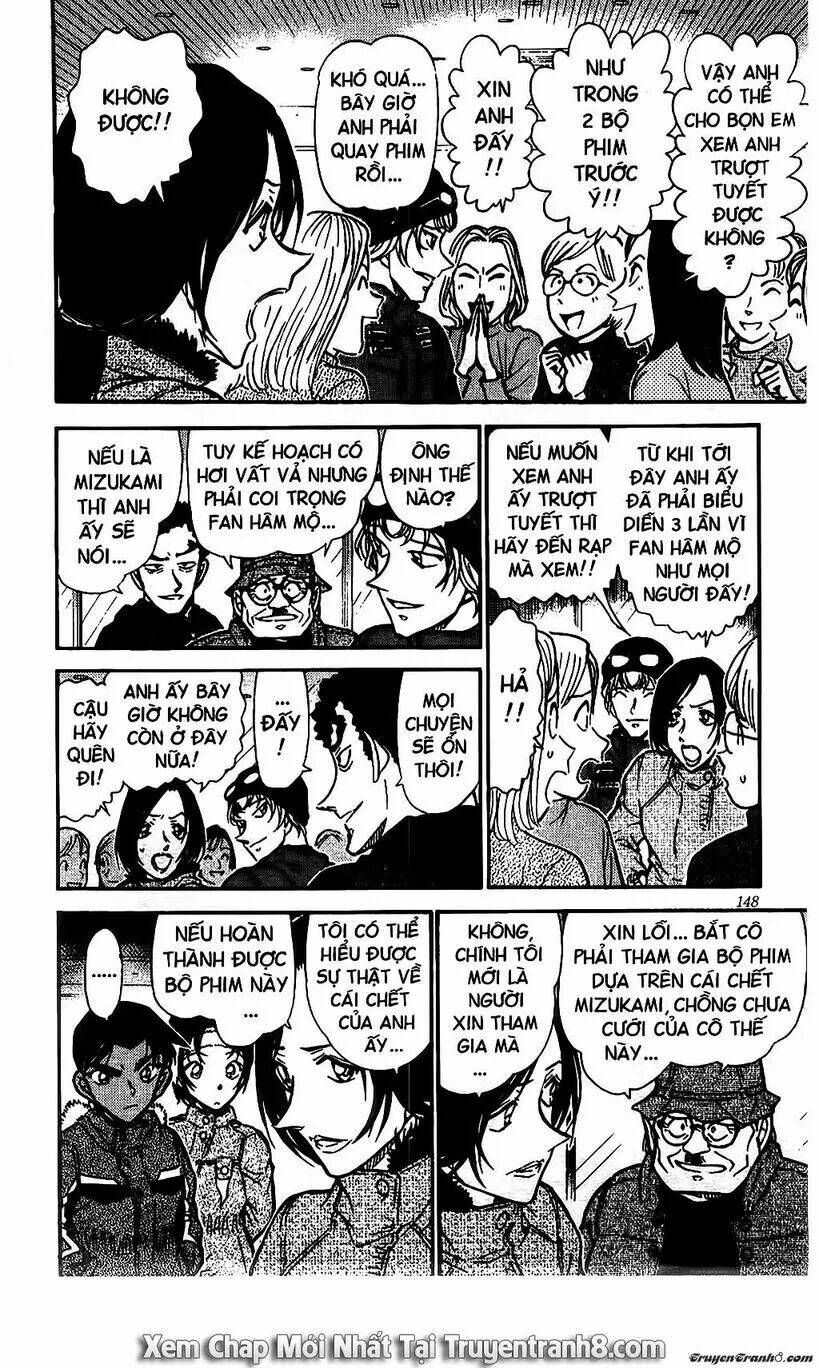 VẬY ANH
CÓ THỂ
CHO BỌN EM
XEM ANH
TRƯỢT
TUYẾT
ĐƯỢC
KHÔNG
?
NHƯ
TRONG
2 BỘ
PHIM
TRƯỚC
Ý!!
XIN
ANH
ĐẤY
!!
KHÓ QUÁ...
BÂY GIỜ
ANH PHẢI
QUAY PHIM
RỒI...
KHÔNG
ĐƯỢC!!
TỪ KHI TỚI
ĐÂY ANH ẤY
ĐÃ PHẢI BIỂU
DIỄN 3 LẦN VÌ
FAN HÂM MỘ
NHƯ MỌI
NGƯỜI ĐẤY!
NẾU MUỐN
XEM ANH
ẤY TRƯỢT
TUYẾT THÌ
HÃY ĐẾN RẠP
MÀ XEM!!
HẢ
!!
ÔNG
ĐỊNH THẾ
NÀO?
TUY KẾ HOẠCH CÓ
HƠI VẤT VẢ NHƯNG
PHẢI COI TRỌNG
FAN HÂM MỘ...
NẾU LÀ
MIZUKAMI
THÌ ANH
ẤY SẼ
NÓI...
MỌI
CHUYỆN
SẼ ỔN
THÔI!
...
ĐẤY
!
ANH ẤY BÂY
GIỜ KHÔNG
CÒN Ở ĐÂY
NỮA!
CẬU
HÃY
QUÊN
ĐI!
148
XIN LỖI... BẮT CÔ
PHẢI THAM GIA BỘ PHIM
DỰA TRÊN CÁI CHẾT
MIZUKAMI, CHỒNG CHƯA
CƯỚI CỦA CÔ THẾ
NÀY...
KHÔNG,
CHÍNH TÔI
MỚI LÀ
NGƯỜI
XIN THAM
GIA MÀ
...
TÔI CÓ THỂ
HIỂU ĐƯỢC
SỰ THẬT VỀ
CÁI CHẾT
CỦA ANH
ẤY...
NẾU HOÀN
THÀNH ĐƯỢC
BỘ PHIM NÀY
...
.....
Xem Chap Mới Nhất Tại Truyentranh8.com
TruyenTranh8.com